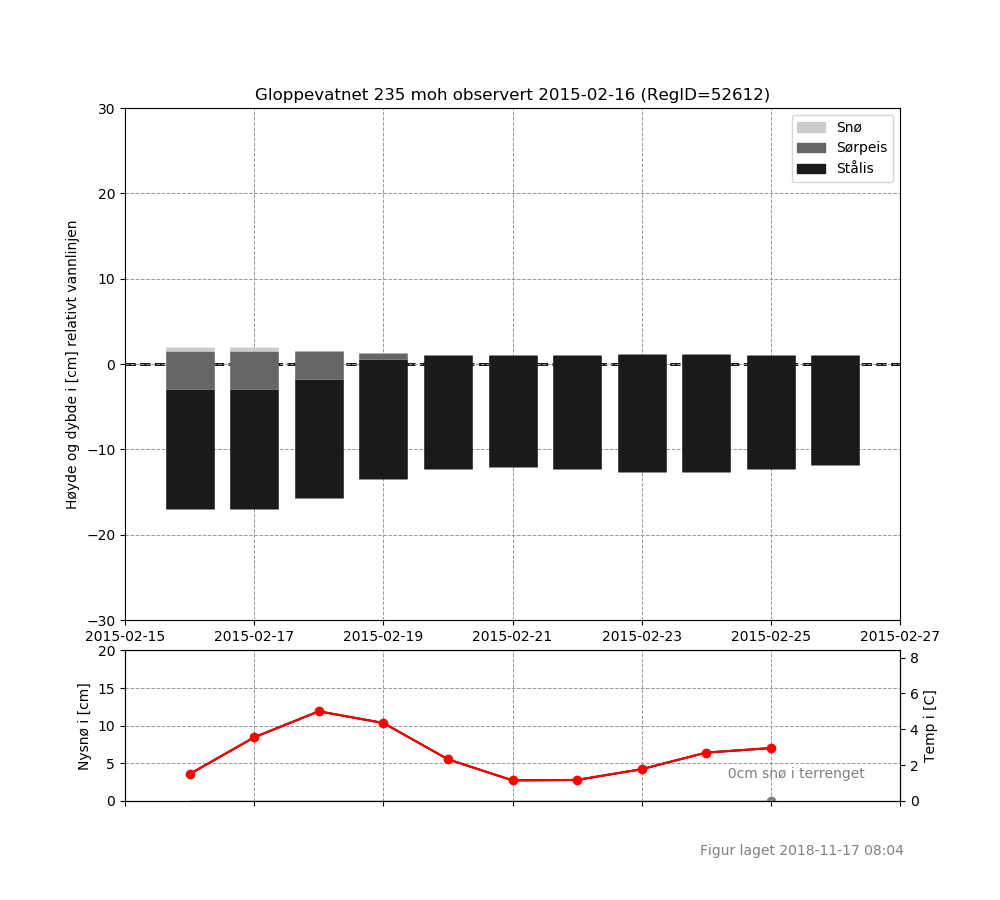 Gloppevatnet 235 moh observert 2015-02-16 (RegID=52612)
Snø
Sørpeis
Stålis
Høyde og dybde i [cm] relativt vannlinjen
30
20
10
0
−10
−20
−30
2015-02-15 2015-02-17 2015-02-19 2015-02-21 2015-02-23 2015-02-25 2015-02-27
Nysnø i [cm]
20
15
10
5
0
8
6
4
2
0
Temp i [C]
0cm snø i terrenget
Figur laget 2018-11-17 08:04